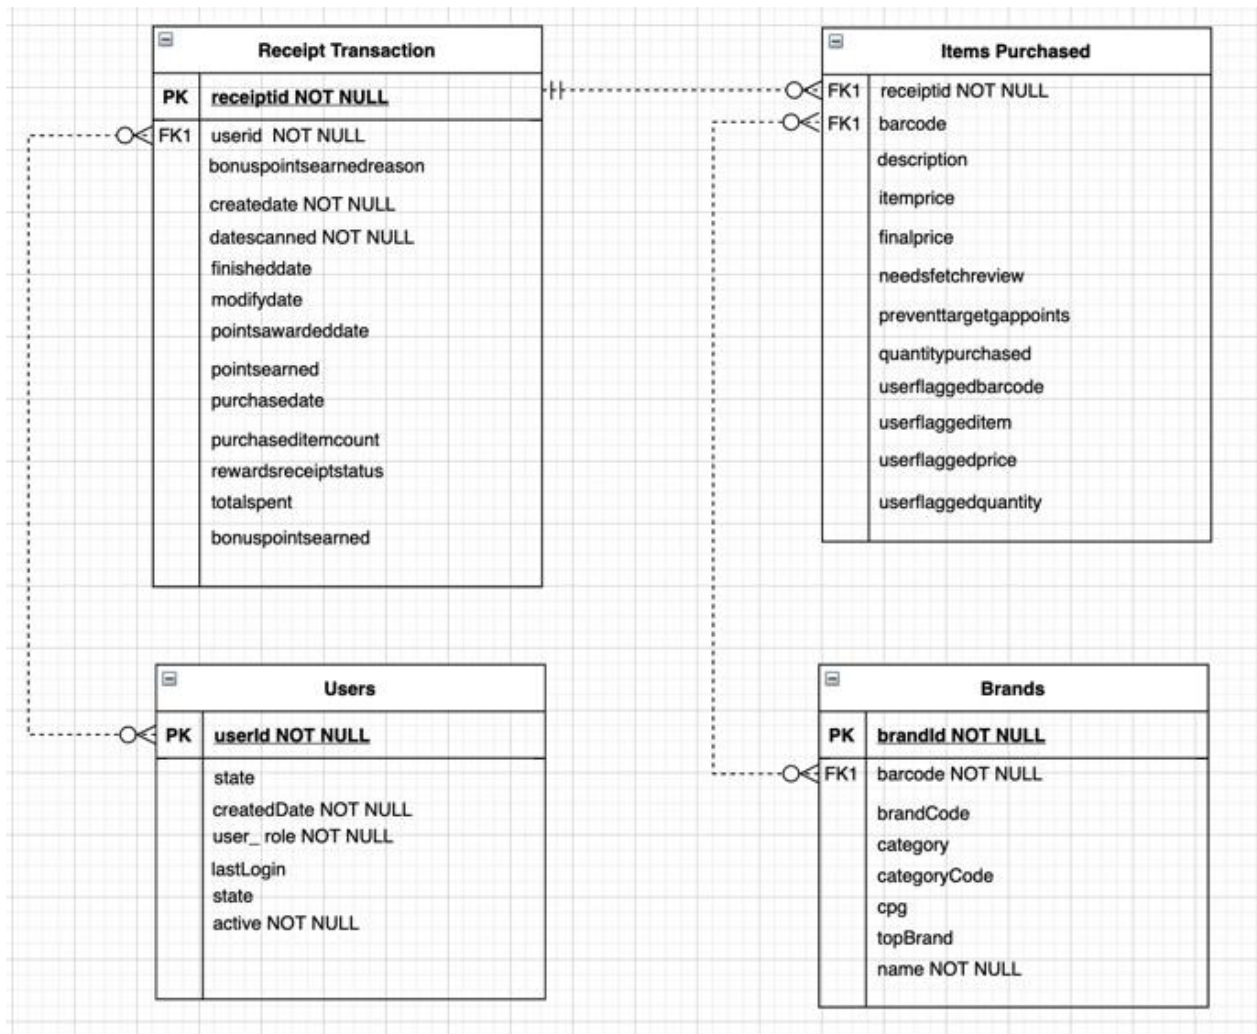 Receipt Transaction
PK receiptid NOT NULL
FK1 userid NOT NULL
bonuspointsearnedreason
createdate NOT NULL
datescanned NOT NULL
finisheddate
modifydate
pointsawardeddate
pointsearned
purchasedate
purchaseditemcount
rewardsreceiptstatus
totalspent
bonuspointsearned
Items Purchased
FK1 receiptid NOT NULL
FK1 barcode
description
itemprice
finalprice
needsfetchreview
preventtargetgappoints
quantitypurchased
userflaggedbarcode
userflaggeditem
userflaggedprice
userflaggedquantity
Users
PK userId NOT NULL
state
createdDate NOT NULL
user_ role NOT NULL
lastLogin
state
active NOT NULL
Brands
PK brandId NOT NULL
FK1 barcode NOT NULL
brandCode
category
categoryCode
cpg
topBrand
name NOT NULL